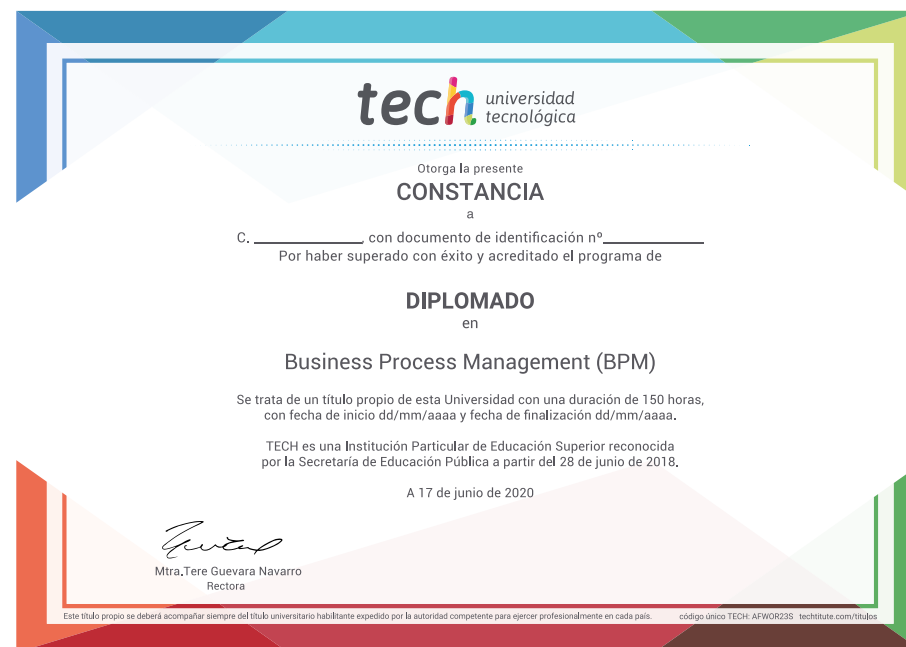 tech universidad
tecnológica
Otorga la presente
CONSTANCIA
a
C. ____________, con documento de identificación nº____________
Por haber superado con éxito y acreditado el programa de
DIPLOMADO
en
Business Process Management (BPM)
Se trata de un título propio de esta Universidad con una duración de 150 horas,
con fecha de inicio dd/mm/aaaa y fecha de finalización dd/mm/aaaa.
TECH es una Institución Particular de Educación Superior reconocida
por la Secretaría de Educación Pública a partir del 28 de junio de 2018.
A 17 de junio de 2020
Mtra.Tere Guevara Navarro
Rectora
Este título propio se deberá acompañar siempre del título universitario habilitante expedido por la autoridad competente para ejercer profesionalmente en cada país. código único TECH: AFWOR23S techtitute.com/titulos